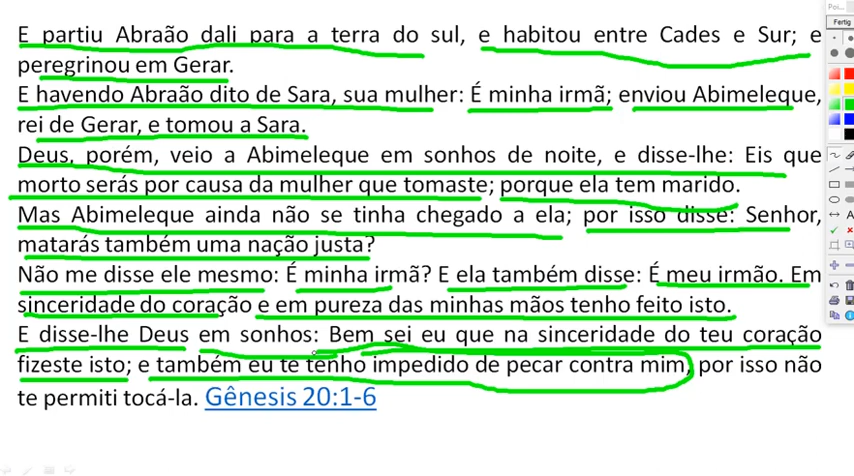 E partiu Abraão dali para a terra do sul, e habitou entre Cades e Sur; e
peregrinou em Gerar.
E havendo Abraão dito de Sara, sua mulher: É minha irmã; enviou Abimeleque,
rei de Gerar, e tomou a Sara.
Deus, porém, veio a Abimeleque em sonhos de noite, e disse-lhe: Eis que
morto serás por causa da mulher que tomaste; porque ela tem marido.
Mas Abimeleque ainda não se tinha chegado a ela; por isso disse: Senhor,
matarás também uma nação justa?
Não me disse ele mesmo: É minha irmã? E ela também disse: É meu irmão. Em
sinceridade do coração e em pureza das minhas mãos tenho feito isto.
E disse-lhe Deus em sonhos: Bem sei eu que na sinceridade do teu coração
fizeste isto; e também eu te tenho impedido de pecar contra mim, por isso não
te permiti tocá-la. Gênesis 20:1-6
Poi...
Fertig
A